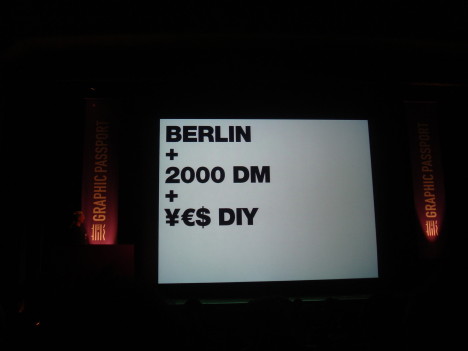 BERLIN
+
2000 DM
+
¥€$ DIY
GRAPHIC PASSPORT
GRAPHIC PASSPORT